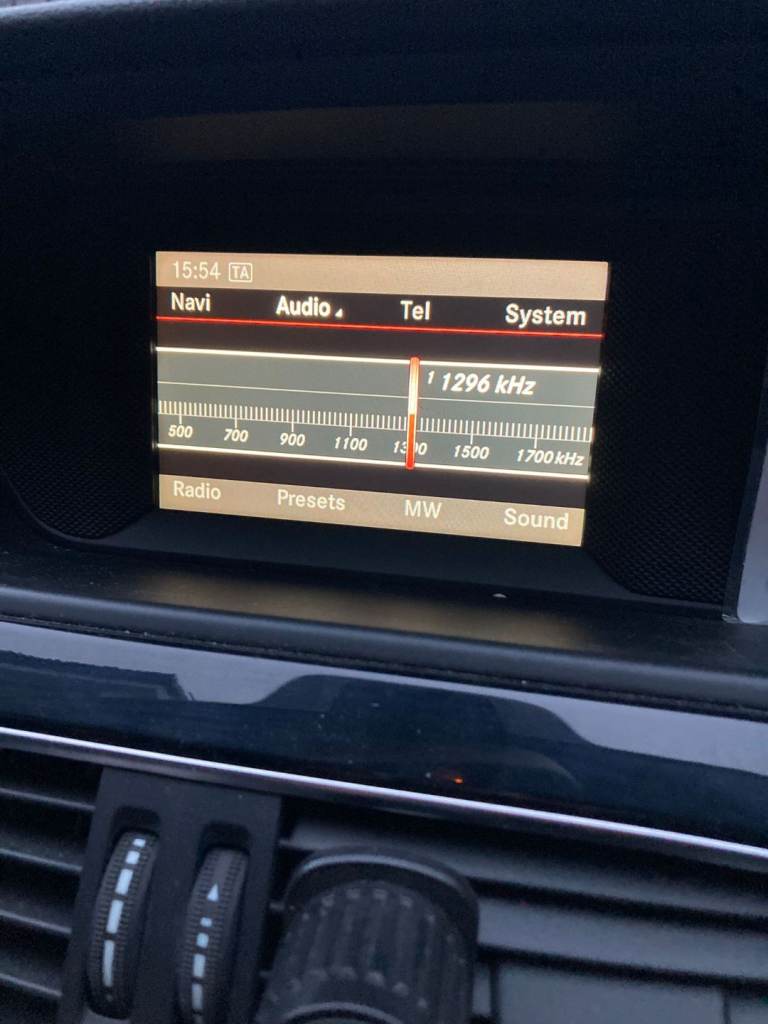 15:54 TA
Navi Audio Tel System
1 1296 kHz
500 700 900 1100 1300 1500 1700 kHz
Radio Presets MW Sound